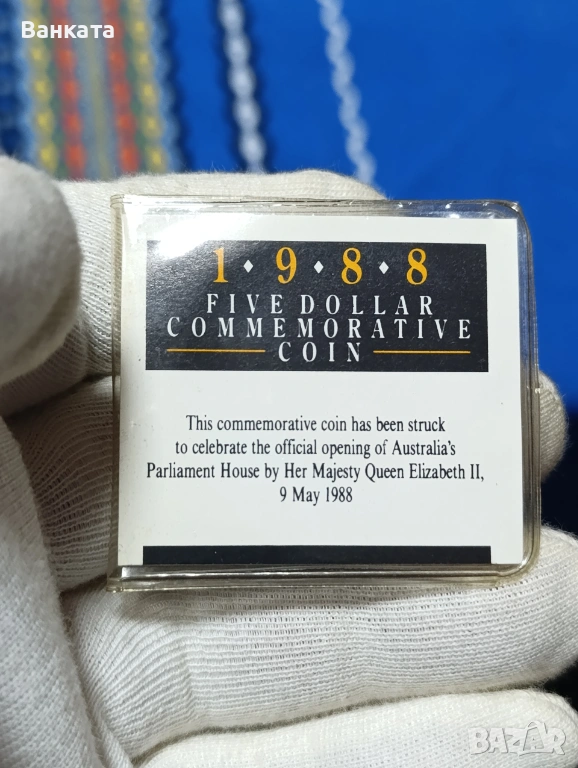 Ванката
1 • 9 • 8 • 8
FIVE DOLLAR
COMMEMORATIVE
COIN
This commemorative coin has been struck
to celebrate the official opening of Australia's
Parliament House by Her Majesty Queen Elizabeth II,
9 May 1988
BAZAR